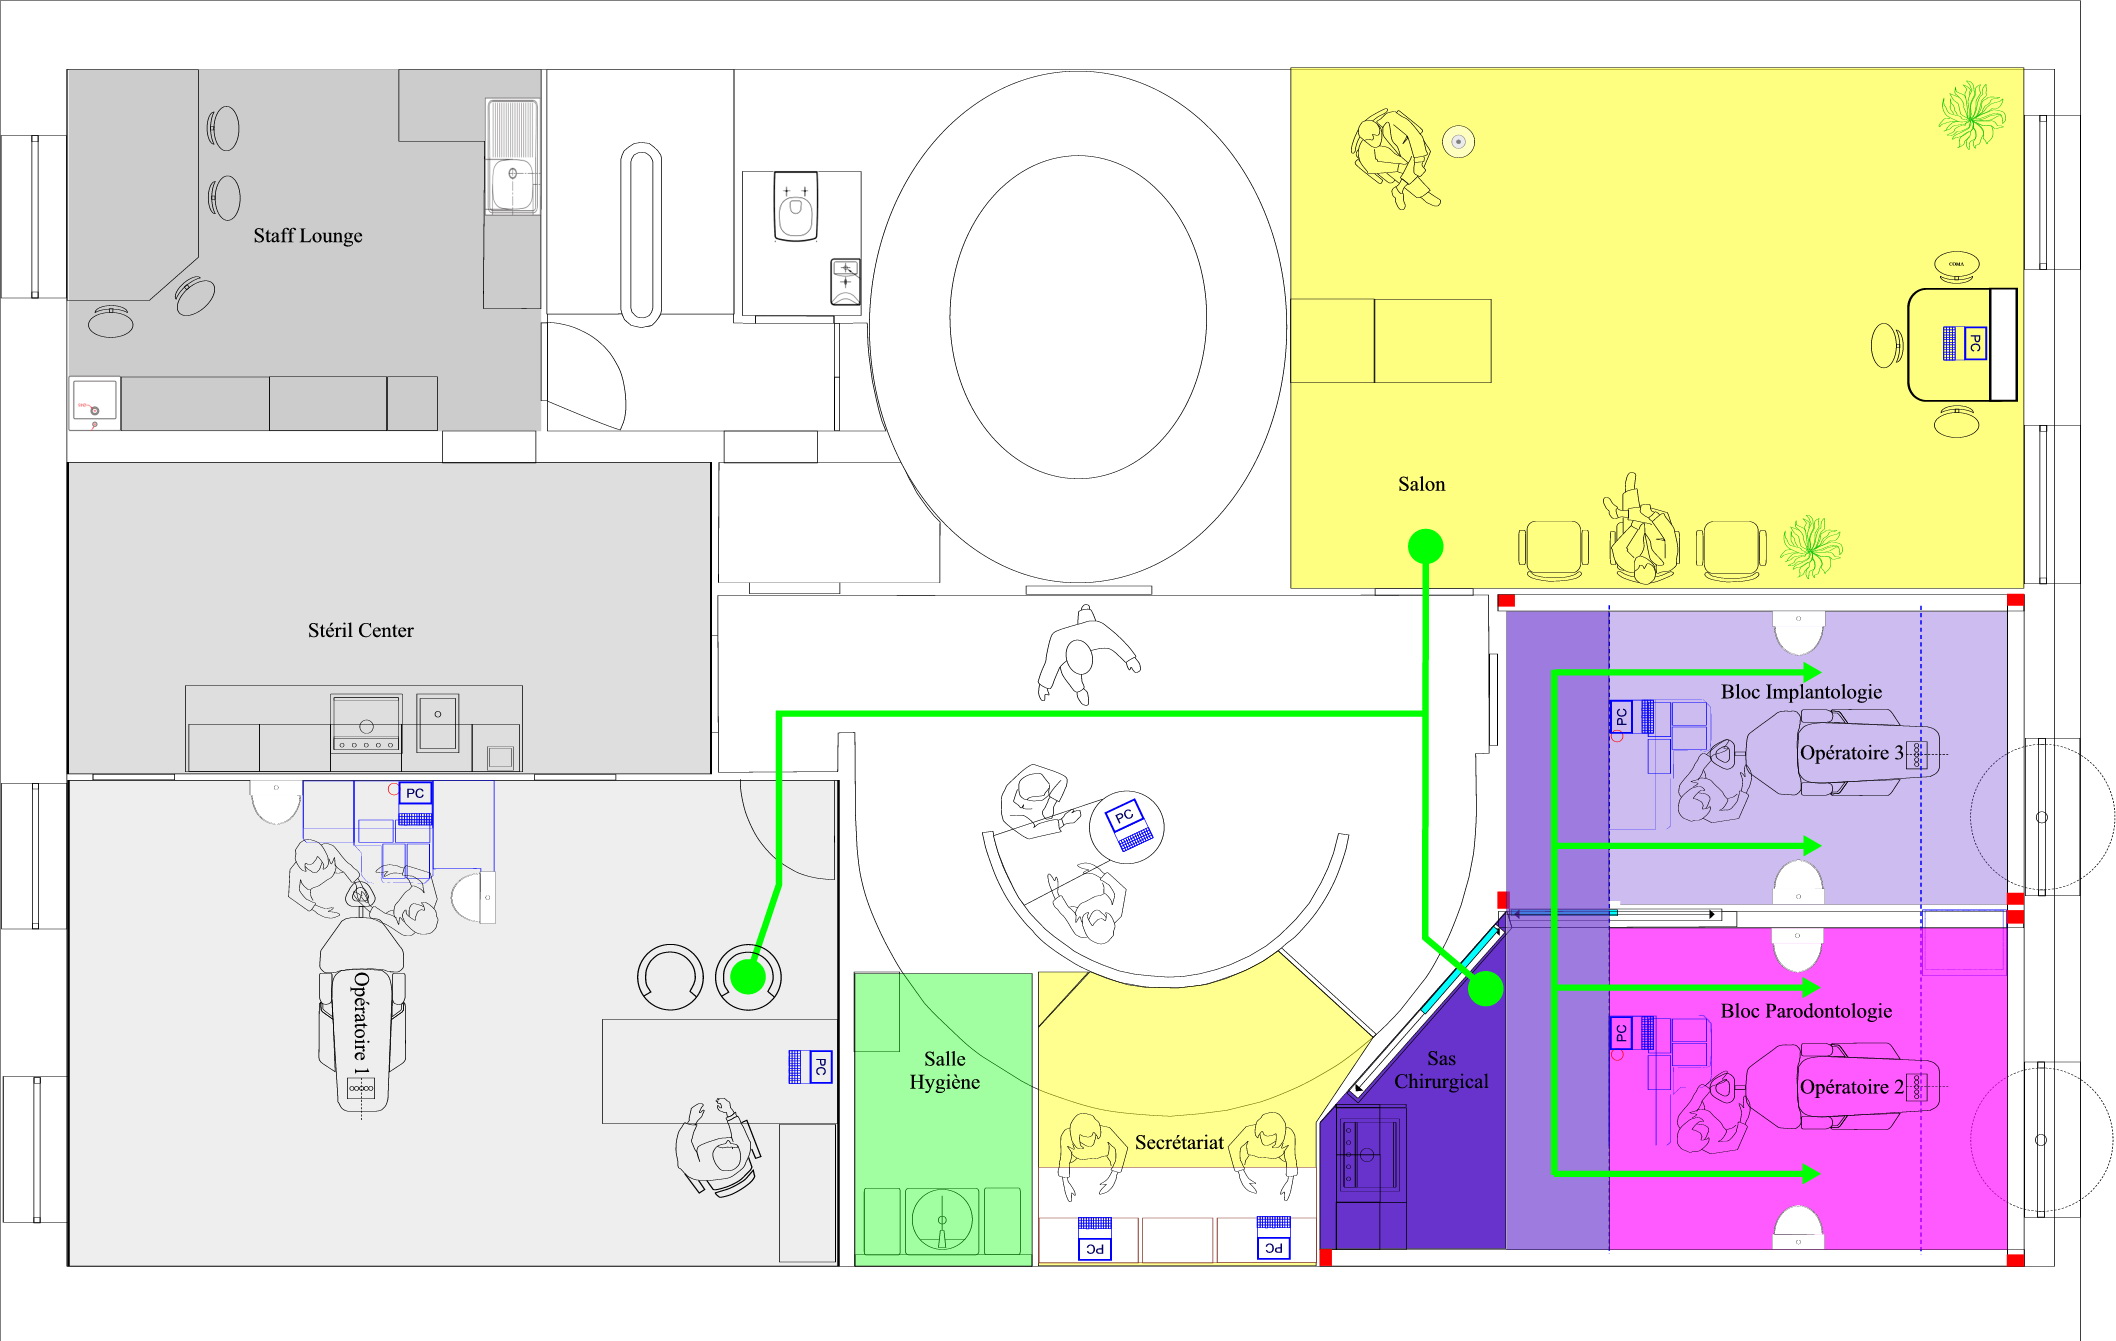 Staff Lounge
COMA
PC
Salon
Stéril Center
Bloc Implantologie
PC
Opératoire 3
PC
PC
Opératoire 1
Bloc Parodontologie
PC
Salle
Hygiène
PC
Sas
Chirurgical
Opératoire 2
Secrétariat
PC
PC